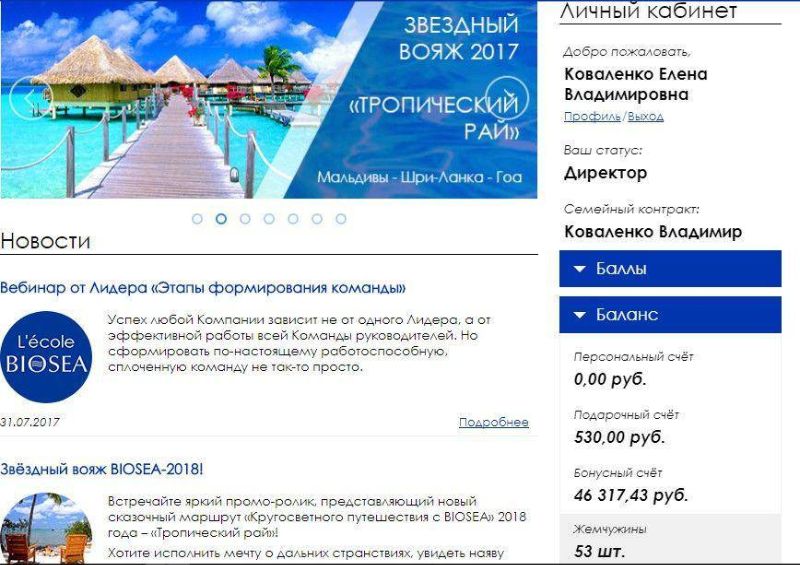 ЗВЕЗДНЫЙ
ВОЯЖ 2017
«ТРОПИЧЕСКИЙ
РАЙ»
Мальдивы - Шри-Ланка - Гоа
Новости
Вебинар от Лидера «Этапы формирования команды»
L'école
BIOSEA
Успех любой Компании зависит не от одного Лидера, а от
эффективной работы всей Команды руководителей. Но
сформировать по-настоящему работоспособную,
сплоченную команду не так-то просто.
31.07.2017
Подробнее
Звёздный вояж BIOSEA-2018!
Встречайте яркий промо-ролик, представляющий новый
сказочный маршрут «Кругосветного путешествия с BIOSEA» 2018
года – «Тропический рай»!
Хотите исполнить мечту о дальних странствиях, увидеть наяву
Личный кабинет
Добро пожаловать,
Коваленко Елена
Владимировна
Профиль/Выход
Ваш статус:
Директор
Семейный контракт:
Коваленко Владимир
Баллы
Баланс
Персональный счёт
0,00 руб.
Подарочный счёт
530,00 руб.
Бонусный счёт
46 317,43 руб.
Жемчужины
53 шт.